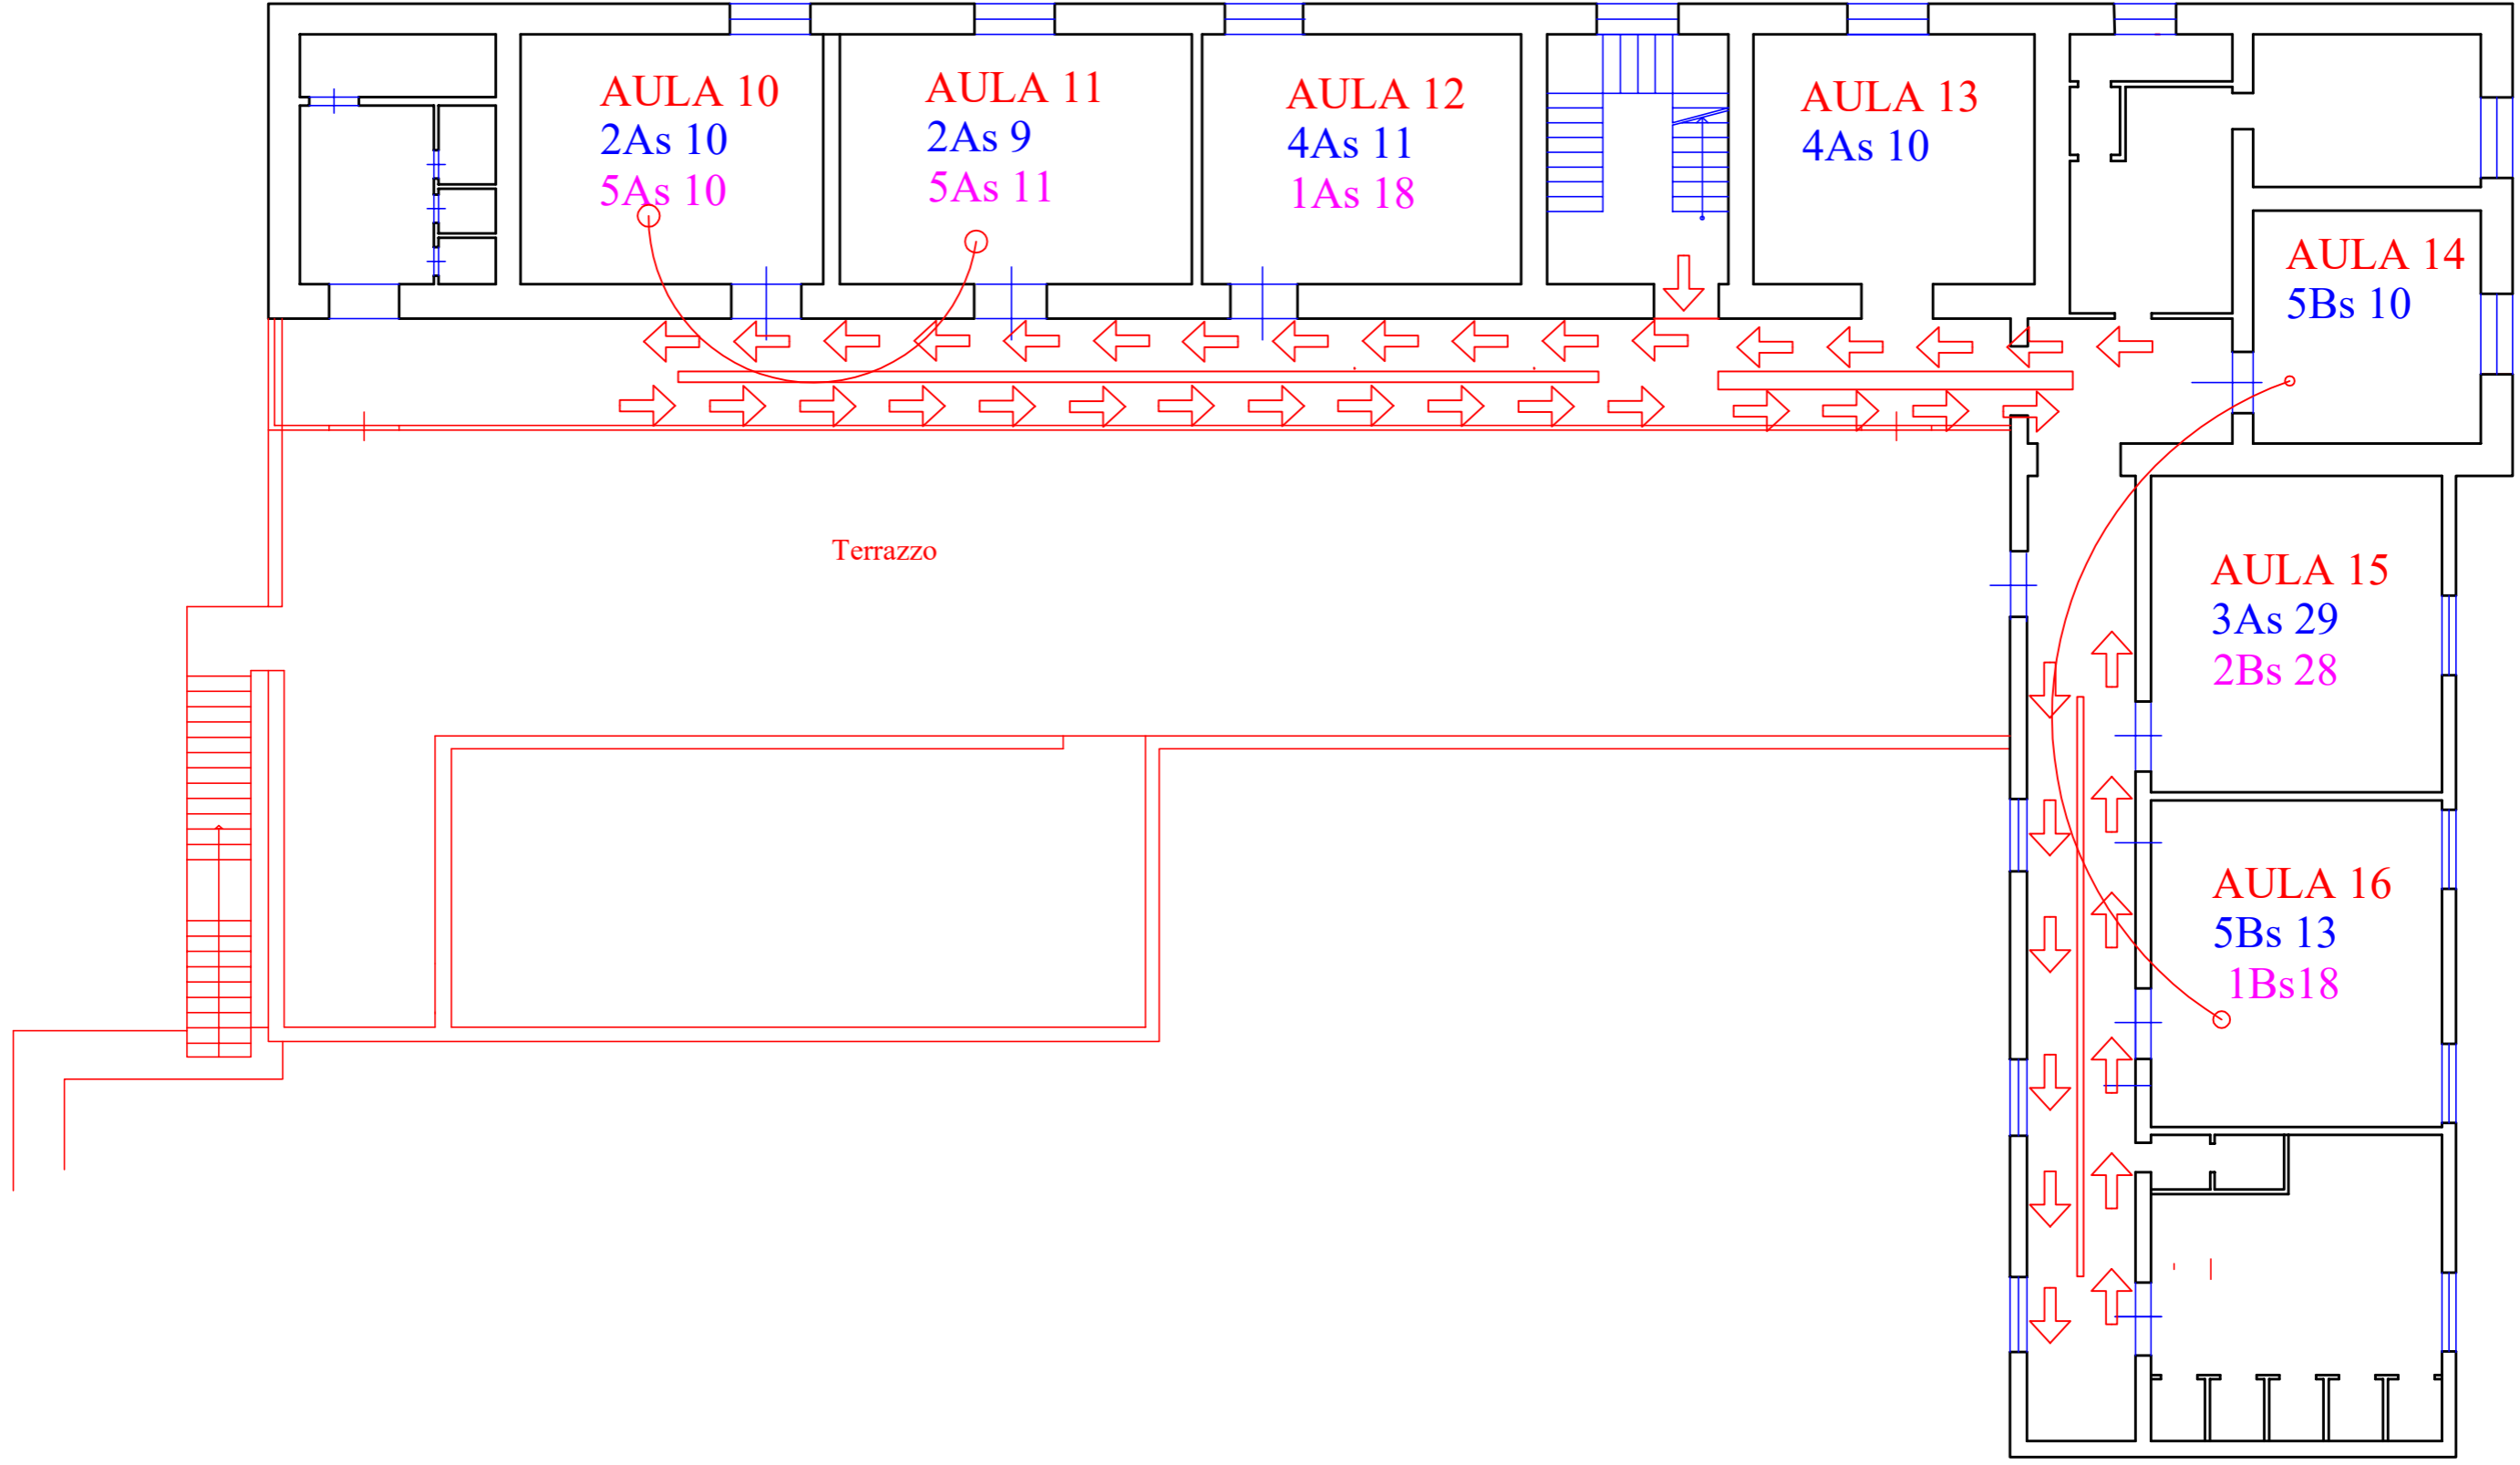 AULA 10
2As 10
5As 10
AULA 11
2As 9
5As 11
AULA 12
4As 11
1As 18
AULA 13
4As 10
AULA 14
5Bs 10
Terrazzo
AULA 15
3As 29
2Bs 28
AULA 16
5Bs 13
1Bs18